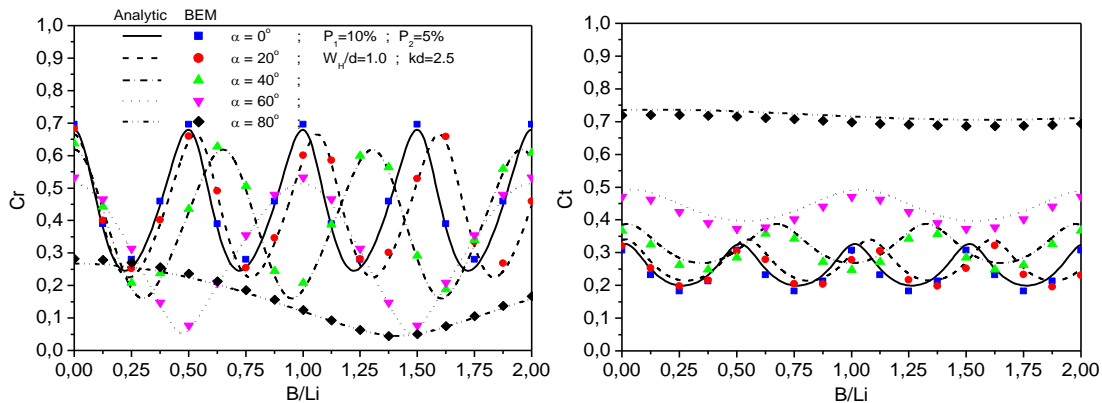 Analytic BEM
α = 0° ; P₁=10% ; P₂=5%
α = 20° ; W_H/d=1.0 ; kd=2.5
α = 40° ;
α = 60° ;
α = 80° ;
1,0
0,9
0,8
0,7
0,6
0,5
0,4
0,3
0,2
0,1
0,0
Cr
0,00 0,25 0,50 0,75 1,00 1,25 1,50 1,75 2,00
B/Li
1,0
0,9
0,8
0,7
0,6
0,5
0,4
0,3
0,2
0,1
0,0
Ct
0,00 0,25 0,50 0,75 1,00 1,25 1,50 1,75 2,00
B/Li